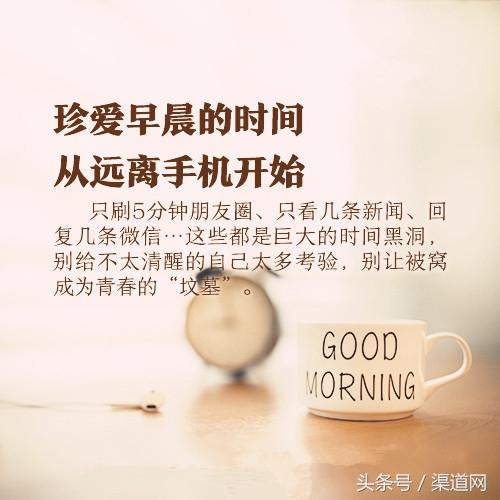 珍爱早晨的时间
从远离手机开始
只刷5分钟朋友圈、只看几条新闻、回
复几条微信…这些都是巨大的时间黑洞，
别给不太清醒的自己太多考验，别让被窝
成为青春的“坟墓”。
GOOD
MORNING
头条号／渠道网